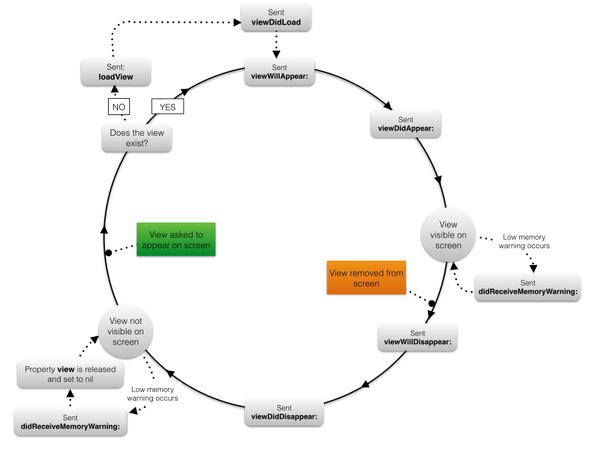 Sent
viewDidLoad
Sent:
loadView
Sent
viewWillAppear:
NO
YES
Does the view
exist?
Sent
viewDidAppear:
View
visible on
screen
Low memory
warning occurs
View asked to
appear on screen
View removed from
screen
Sent
didReceiveMemoryWarning:
View not
visible on
screen
Sent
viewWillDisappear:
Property view is released
and set to nil
Low memory
warning occurs
Sent
didReceiveMemoryWarning:
Sent
viewDidDisappear: